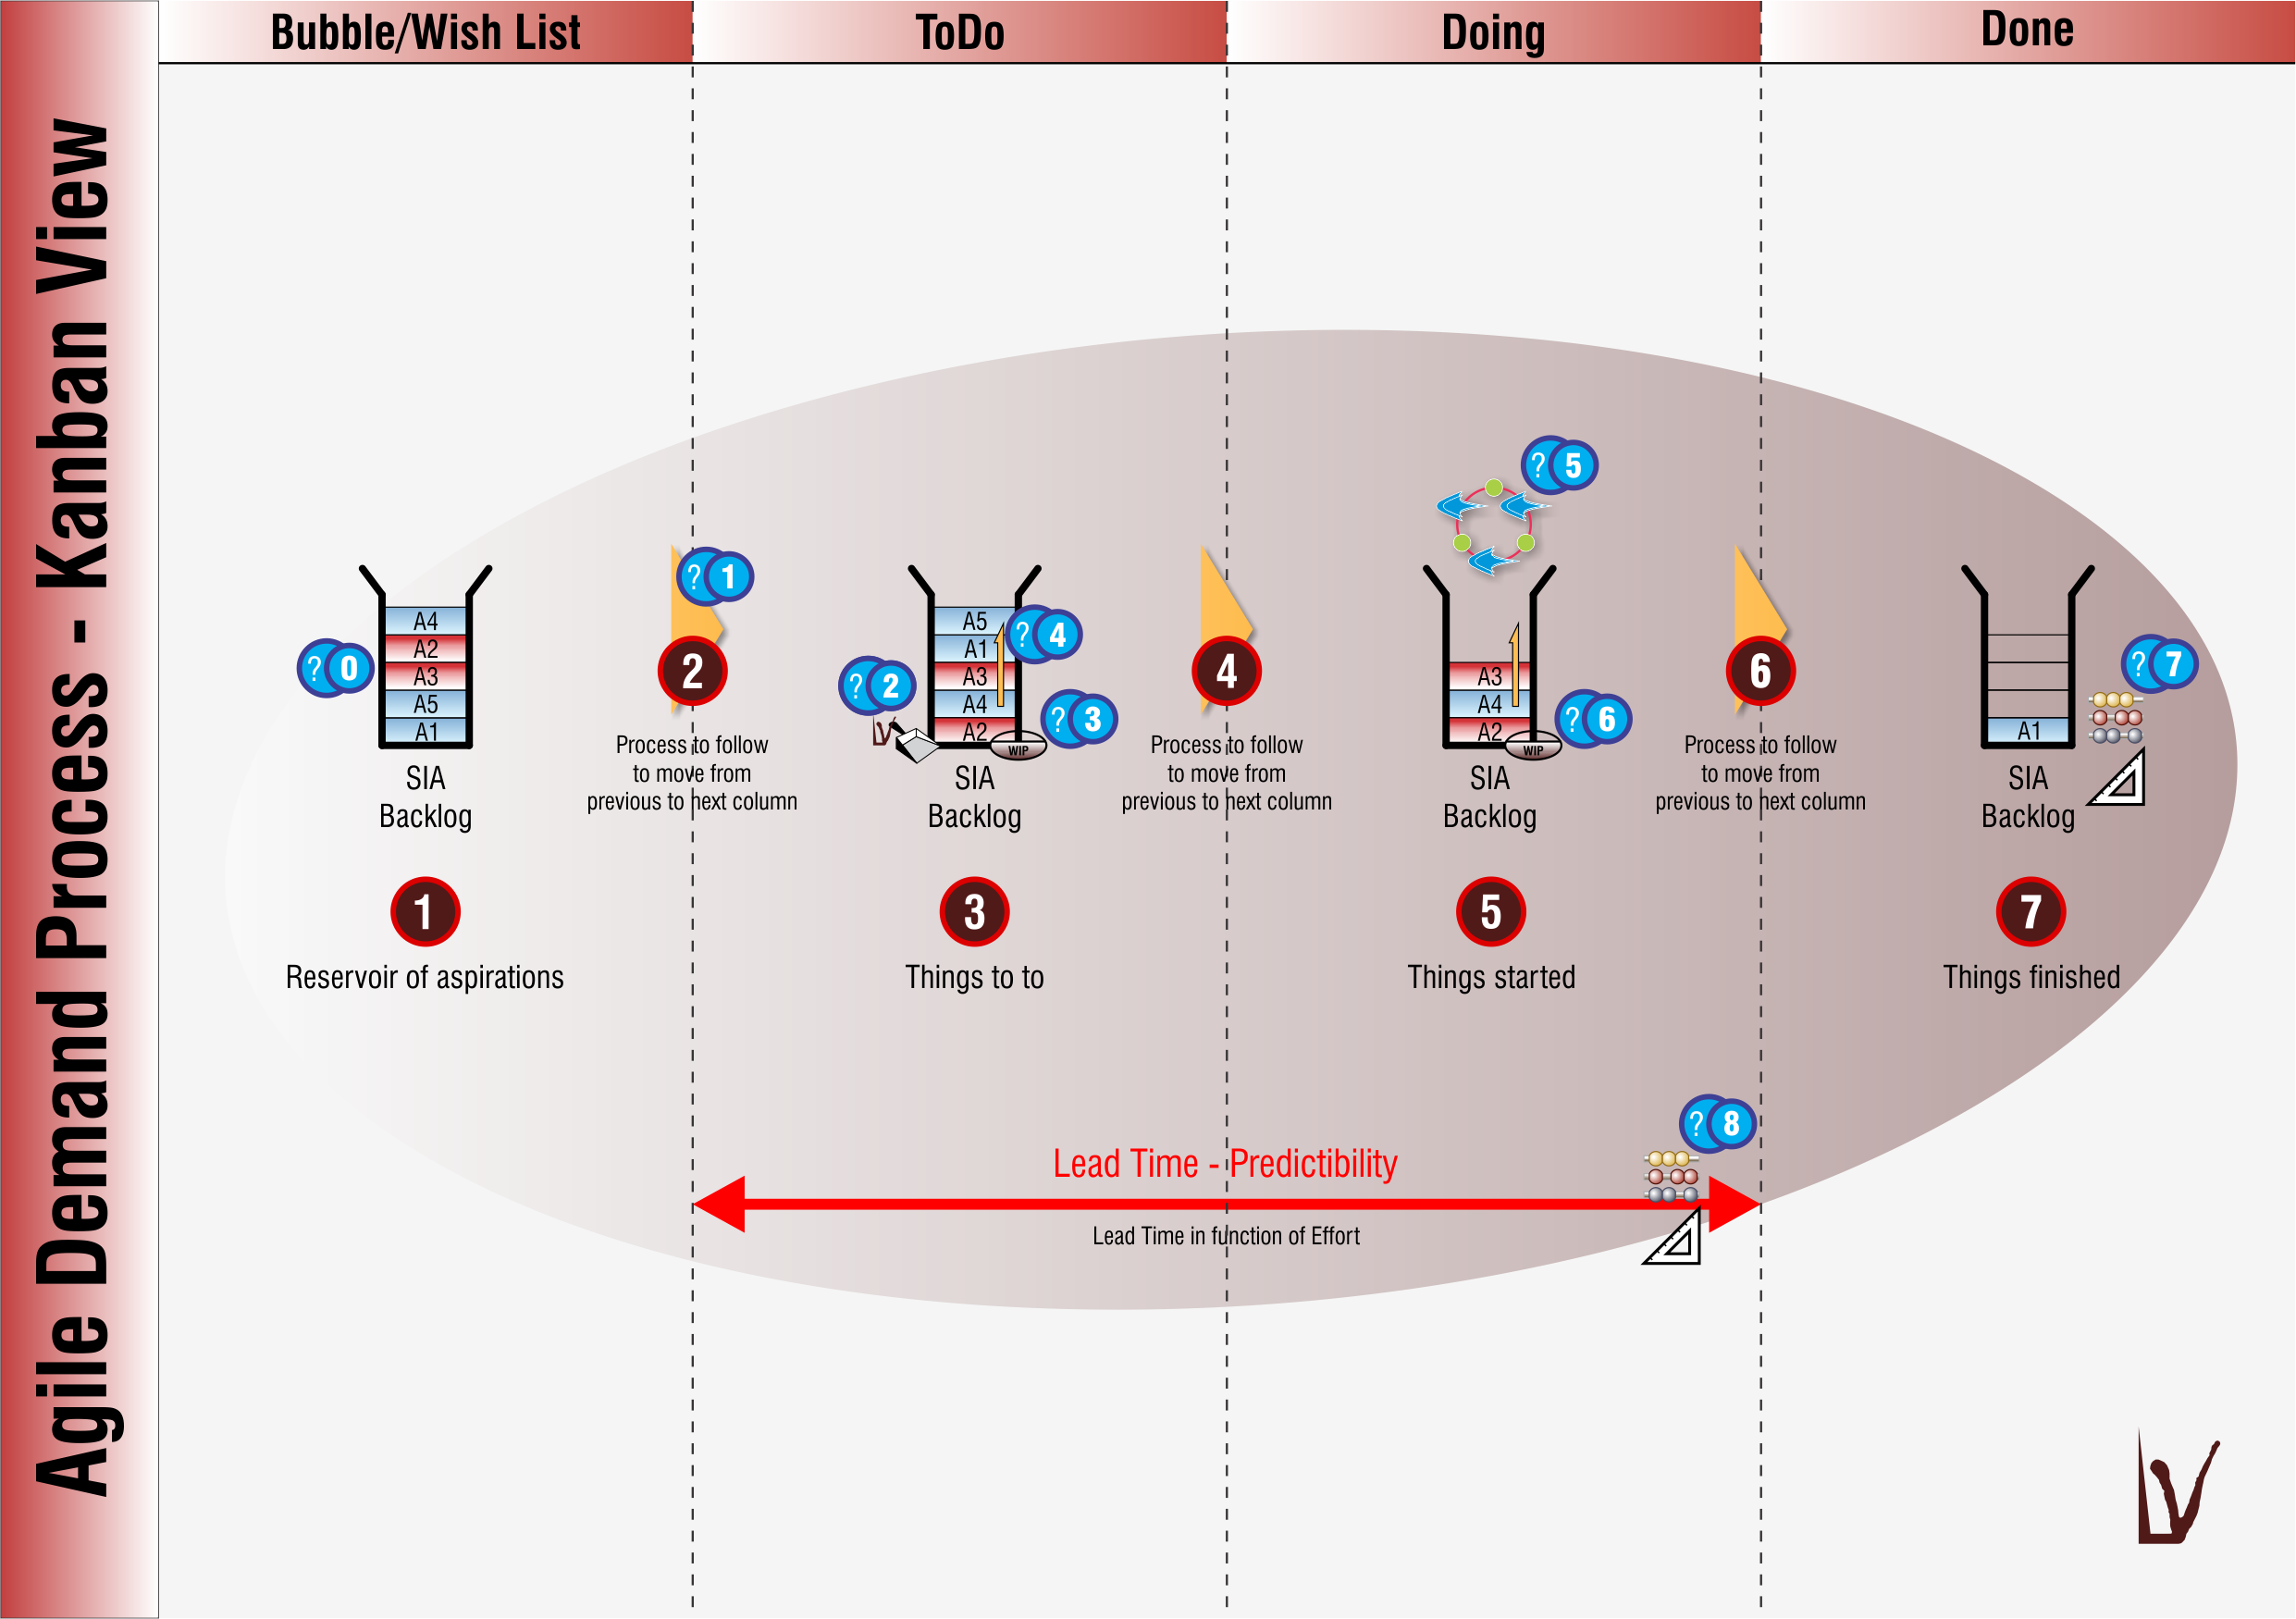 Agile Demand Process - Kanban View
Bubble/Wish List
ToDo
Doing
Done
? 0
A4
A2
A3
A5
A1
SIA
Backlog
1
Reservoir of aspirations
? 1
2
Process to follow
to move from
previous to next column
? 2
A5
A1
A3
A4
A2
? 4
? 3
WIP
SIA
Backlog
3
Things to to
4
Process to follow
to move from
previous to next column
? 5
A3
A4
A2
? 6
WIP
SIA
Backlog
5
Things started
6
Process to follow
to move from
previous to next column
A1
? 7
SIA
Backlog
7
Things finished
? 8
Lead Time - Predictibility
Lead Time in function of Effort